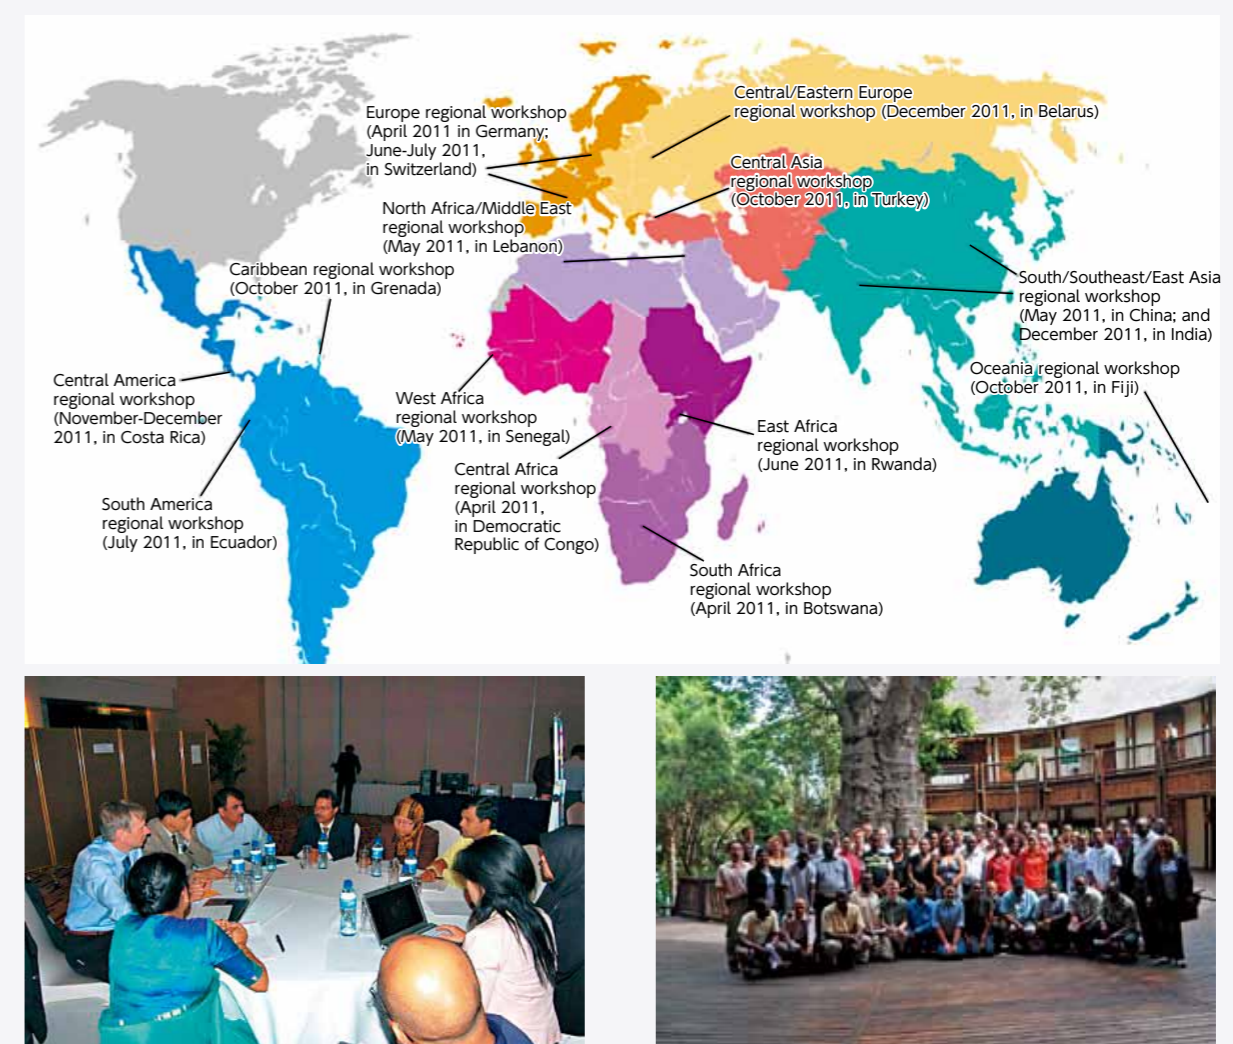 Europe regional workshop
(April 2011 in Germany;
June-July 2011,
in Switzerland)
Central/Eastern Europe
regional workshop (December 2011, in Belarus)
Central Asia
regional workshop
(October 2011, in Turkey)
North Africa/Middle East
regional workshop
(May 2011, in Lebanon)
Caribbean regional workshop
(October 2011, in Grenada)
South/Southeast/East Asia
regional workshop
(May 2011, in China; and
December 2011, in India)
Oceania regional workshop
(October 2011, in Fiji)
Central America
regional workshop
(November-December
2011, in Costa Rica)
West Africa
regional workshop
(May 2011, in Senegal)
East Africa
regional workshop
(June 2011, in Rwanda)
Central Africa
regional workshop
(April 2011,
in Democratic
Republic of Congo)
South America
regional workshop
(July 2011, in Ecuador)
South Africa
regional workshop
(April 2011, in Botswana)